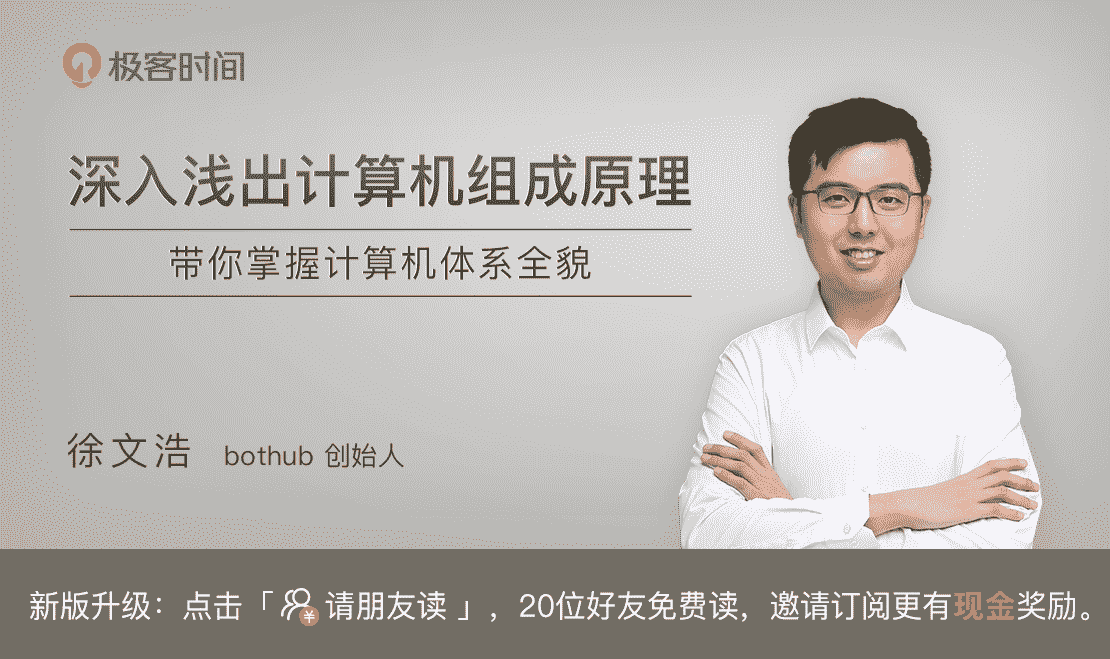 极客时间
深入浅出计算机组成原理
带你掌握计算机体系全貌
徐文浩 bothub 创始人
新版升级：点击「 ¥ 请朋友读 」，20位好友免费读，邀请订阅更有现金奖励。